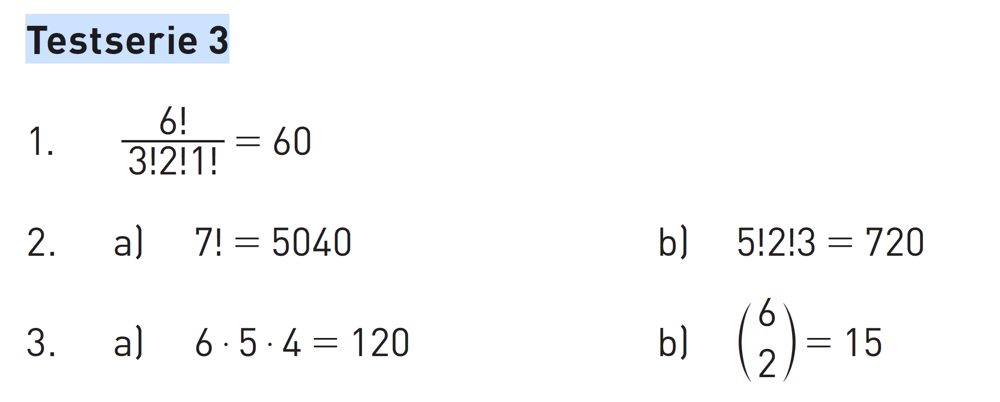 Testserie 3
1. 6!/3!2!1! = 60
2. a) 7! = 5040 b) 5!2!3 = 720
3. a) 6 · 5 · 4 = 120 b) (6 2) = 15